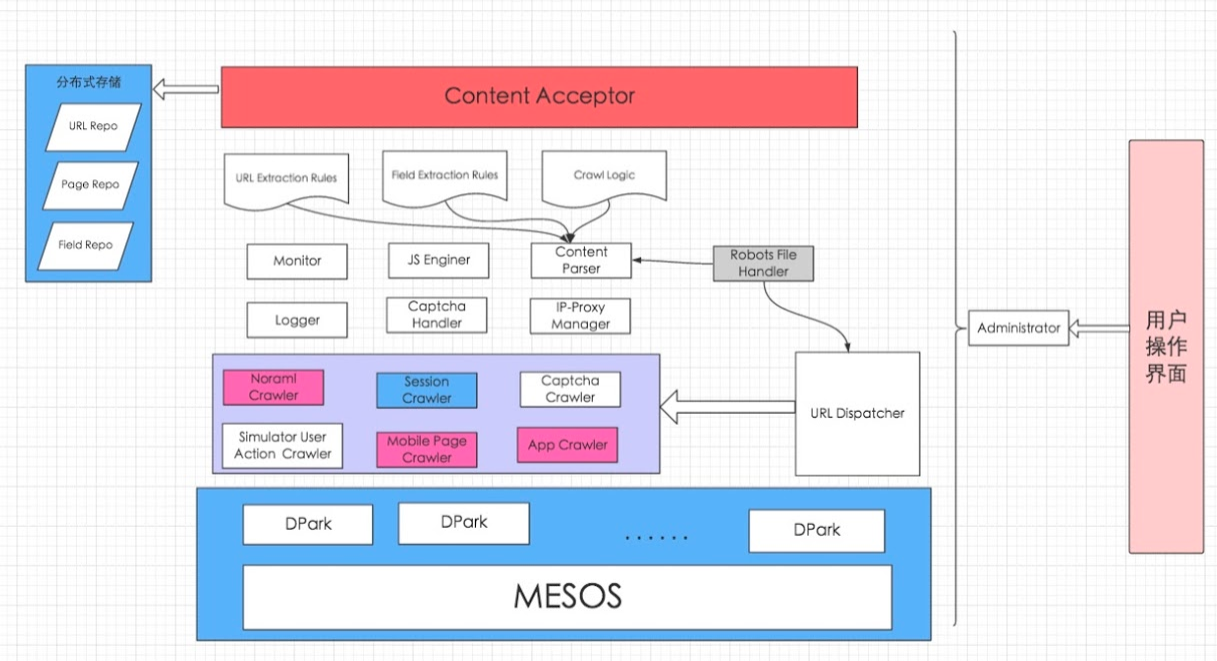 分布式存储
URL Repo
Page Repo
Field Repo
Content Acceptor
URL Extraction Rules
Field Extraction Rules
Crawl Logic
Monitor
JS Enginer
Content
Parser
Robots File
Handler
Logger
Captcha
Handler
IP-Proxy
Manager
Noraml
Crawler
Session
Crawler
Captcha
Crawler
Simulator User
Action Crawler
Mobile Page
Crawler
App Crawler
URL Dispatcher
DPark
DPark
......
DPark
MESOS
Administrator
用户
操作
界面